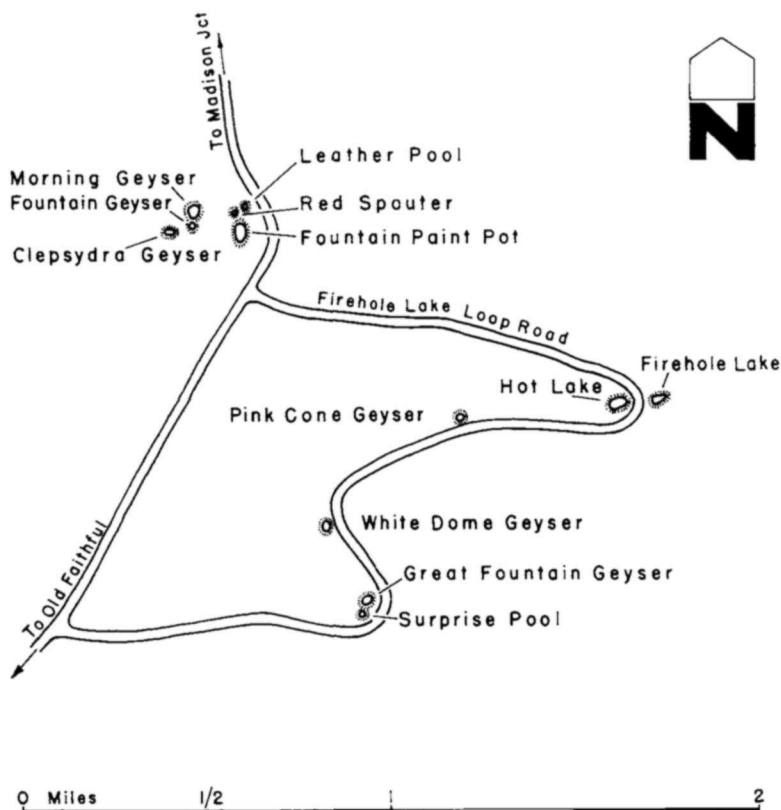 To Madison Jct
N
Leather Pool
Morning Geyser
Fountain Geyser
Red Spouter
Clepsydra Geyser
Fountain Paint Pot
Firehole Lake Loop Road
Firehole Lake
Hot Lake
Pink Cone Geyser
White Dome Geyser
To Old Faithful
Great Fountain Geyser
Surprise Pool
0 Miles 1/2 1 2